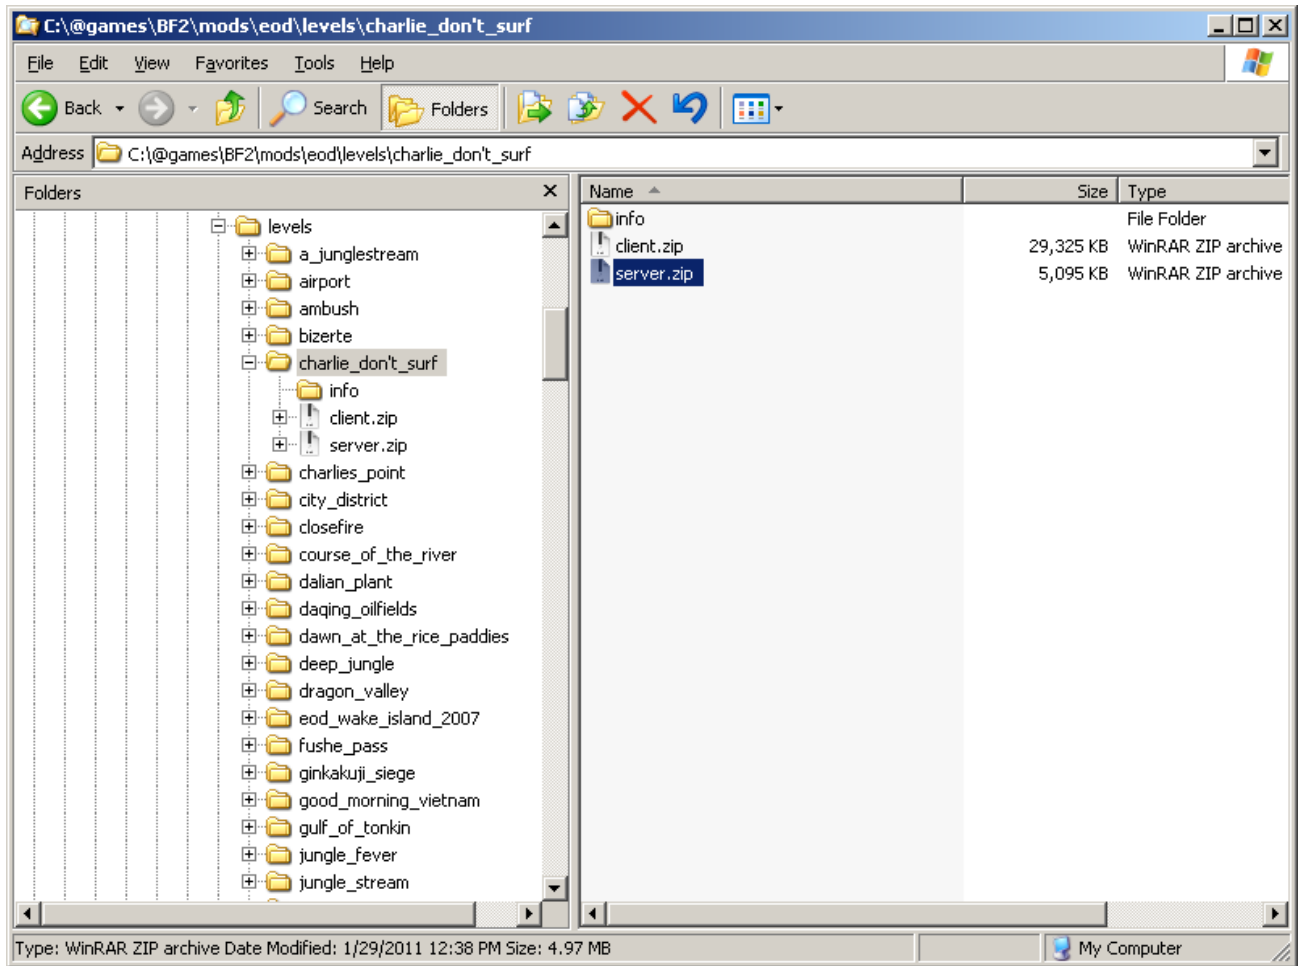 C:\@games\BF2\mods\eod\levels\charlie_don't_surf
File Edit View Favorites Tools Help
Back Search Folders
Address C:\@games\BF2\mods\eod\levels\charlie_don't_surf
Folders
levels
a_junglestream
airport
ambush
bizerte
charlie_don't_surf
info
client.zip
server.zip
charlies_point
city_district
closefire
course_of_the_river
dalian_plant
daqing_oilfields
dawn_at_the_rice_paddies
deep_jungle
dragon_valley
eod_wake_island_2007
fushe_pass
ginkakuji_siege
good_morning_vietnam
gulf_of_tonkin
jungle_fever
jungle_stream
Name Size Type
info File Folder
client.zip 29,325 KB WinRAR ZIP archive
server.zip 5,095 KB WinRAR ZIP archive
Type: WinRAR ZIP archive Date Modified: 1/29/2011 12:38 PM Size: 4.97 MB
My Computer